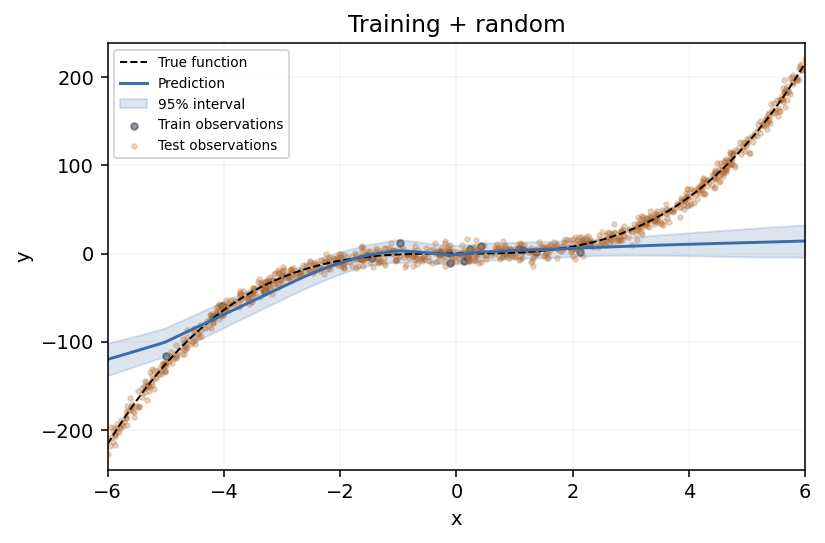 Training + random
True function
Prediction
95% interval
Train observations
Test observations
200
100
0
−100
−200
y
−6 −4 −2 0 2 4 6
x